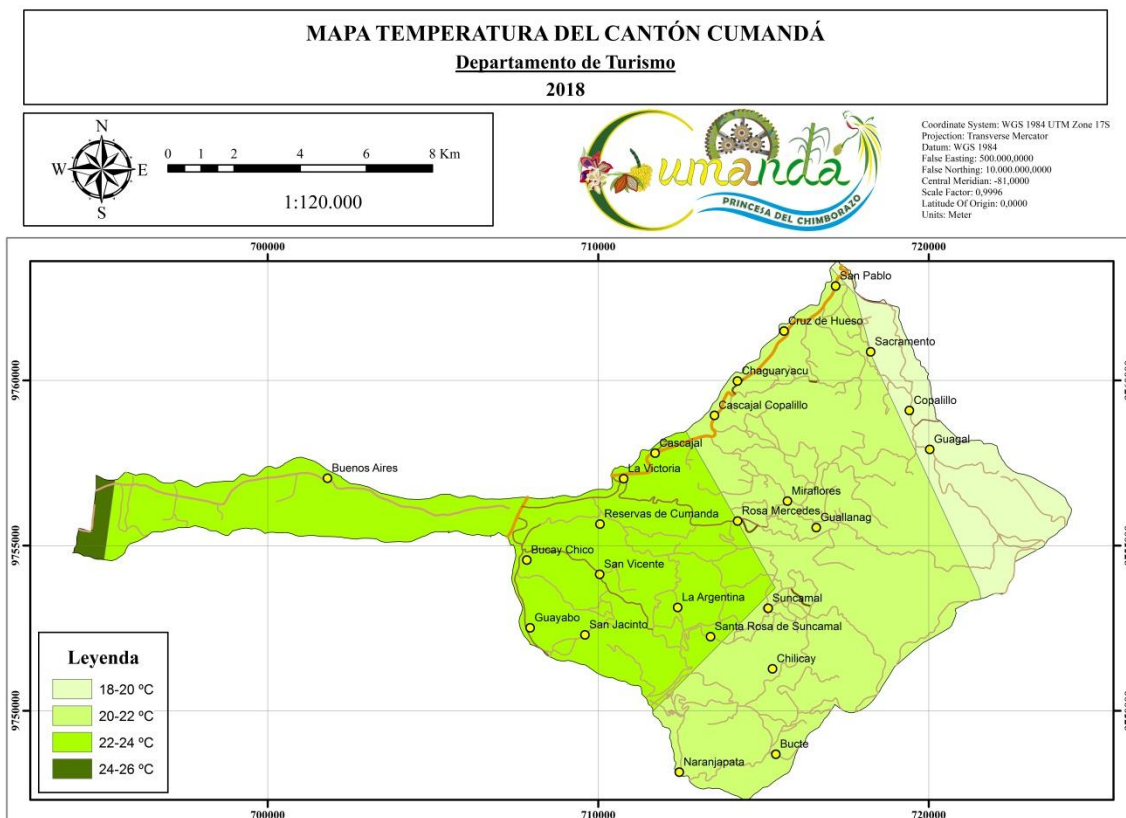 MAPA TEMPERATURA DEL CANTÓN CUMANDÁ
Departamento de Turismo
2018
N
W
E
S
0 1 2 4 6 8 Km
1:120.000
Cumanda
PRINCESA DEL CHIMBORAZO
Coordinate System: WGS 1984 UTM Zone 17S
Projection: Transverse Mercator
Datum: WGS 1984
False Easting: 500.000,0000
False Northing: 10.000.000,0000
Central Meridian: -81,0000
Scale Factor: 0,9996
Latitude Of Origin: 0,0000
Units: Meter
700000
710000
720000
San Pablo
Cruz de Hueso
Sacramento
9760000
Chaguaryacu
Copalillo
Cascajal Copalillo
Guagal
Cascajal
Buenos Aires
La Victoria
Miraflores
Reservas de Cumanda
Rosa Mercedes
Guallanag
9755000
Bucay Chico
San Vicente
La Argentina
Suncamal
Guayabo
San Jacinto
Santa Rosa de Suncamal
Chilicay
9750000
Bucte
Naranjapata
Leyenda
18-20 ºC
20-22 ºC
22-24 ºC
24-26 ºC
700000
710000
720000